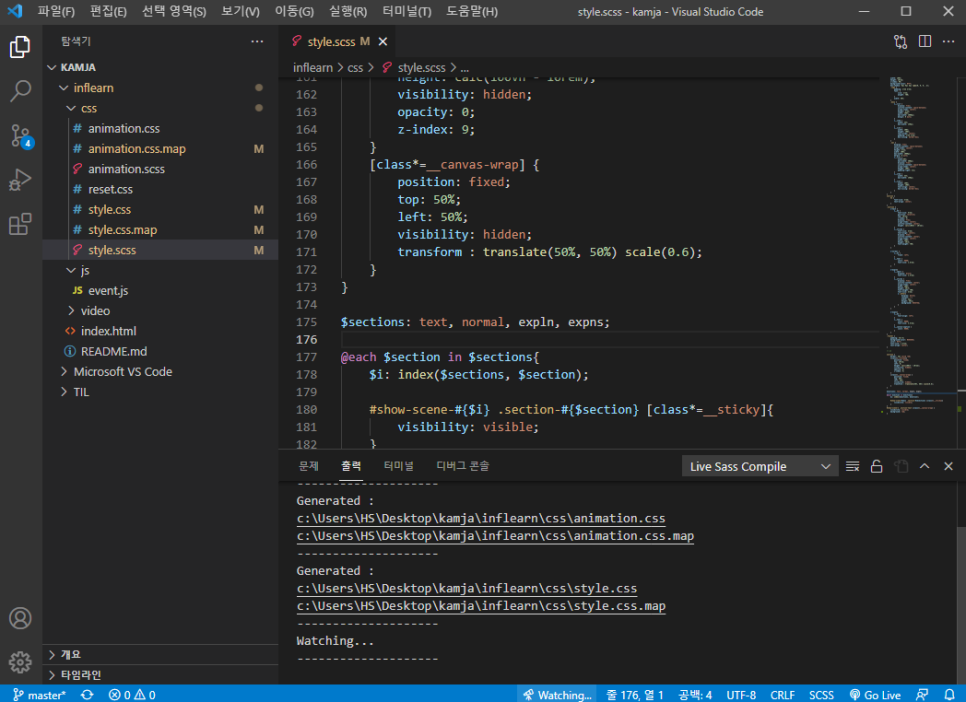 파일(F) 편집(E) 선택 영역(S) 보기(V) 이동(G) 실행(R) 터미널(T) 도움말(H) style.scss - kamja - Visual Studio Code
탐색기
KAMJA
inflearn
css
# animation.css
# animation.css.map M
animation.scss
# reset.css
# style.css M
# style.css.map M
style.scss M
js
JS event.js
video
<> index.html
README.md
Microsoft VS Code
TIL
개요
타임라인
4
style.scss M
inflearn > css > style.scss > ...
161 height: calc(100vh - 10rem);
162 visibility: hidden;
163 opacity: 0;
164 z-index: 9;
165 }
166 [class*=__canvas-wrap] {
167 position: fixed;
168 top: 50%;
169 left: 50%;
170 visibility: hidden;
171 transform : translate(50%, 50%) scale(0.6);
172 }
173 }
174
175 $sections: text, normal, expln, expns;
176
177 @each $section in $sections{
178 $i: index($sections, $section);
179
180 #show-scene-#{$i} .section-#{$section} [class*=__sticky]{
181 visibility: visible;
182 }
문제 출력 터미널 디버그 콘솔 Live Sass Compile
--------------------
Generated :
c:\Users\HS\Desktop\kamja\inflearn\css\animation.css
c:\Users\HS\Desktop\kamja\inflearn\css\animation.css.map
--------------------
Generated :
c:\Users\HS\Desktop\kamja\inflearn\css\style.css
c:\Users\HS\Desktop\kamja\inflearn\css\style.css.map
--------------------
Watching...
--------------------
master* 0 0 Watching... 줄 176, 열 1 공백: 4 UTF-8 CRLF SCSS Go Live